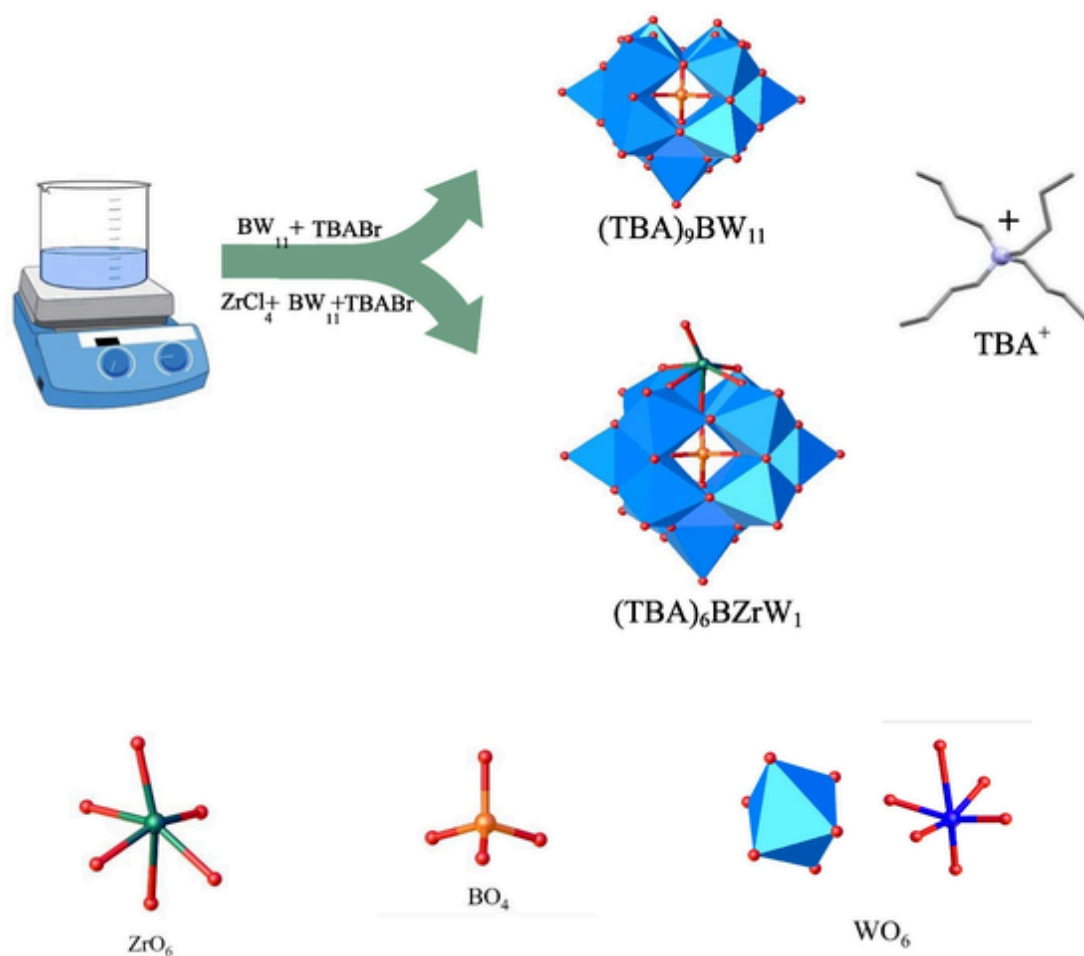 (TBA)₉BW₁₁
BW₁₁+ TBABr
ZrCl₄+ BW₁₁+TBABr
+
TBA⁺
(TBA)₆BZrW₁
ZrO₆
BO₄
WO₆